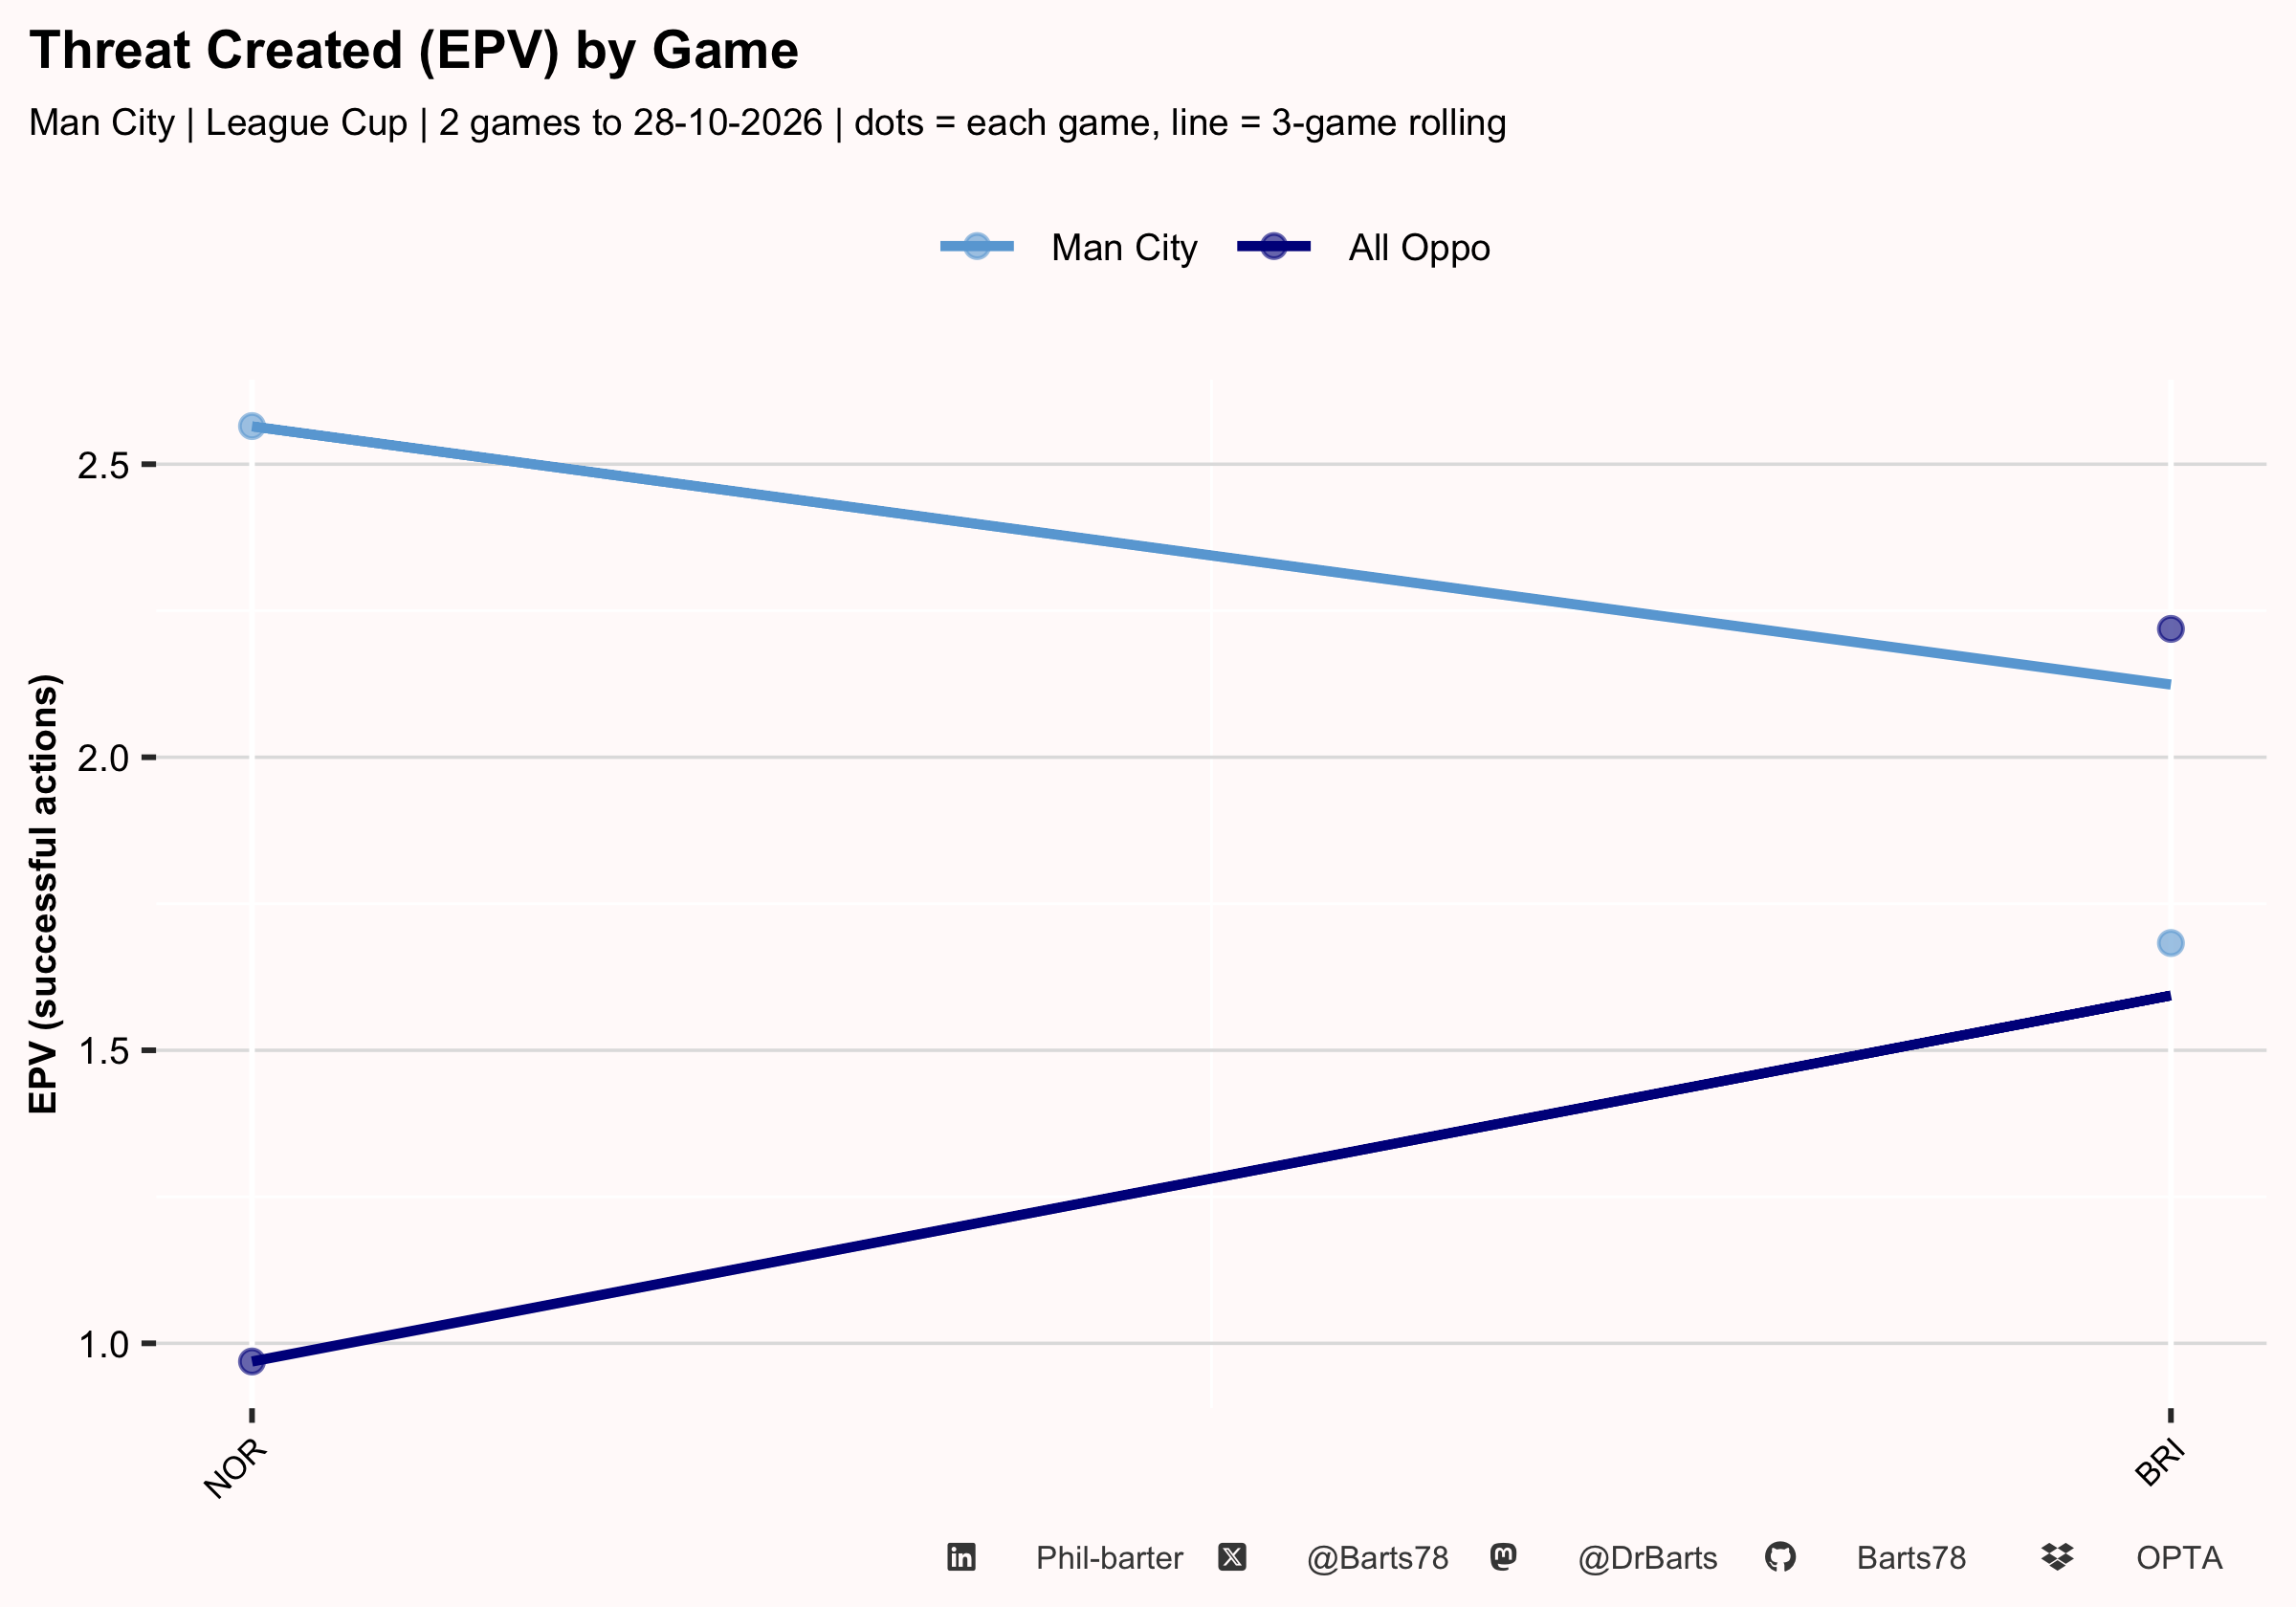 Threat Created (EPV) by Game
Man City | League Cup | 2 games to 28-10-2026 | dots = each game, line = 3-game rolling
Man City All Oppo
EPV (successful actions)
2.5
2.0
1.5
1.0
NOR BRI
Phil-barter @Barts78 @DrBarts Barts78 OPTA